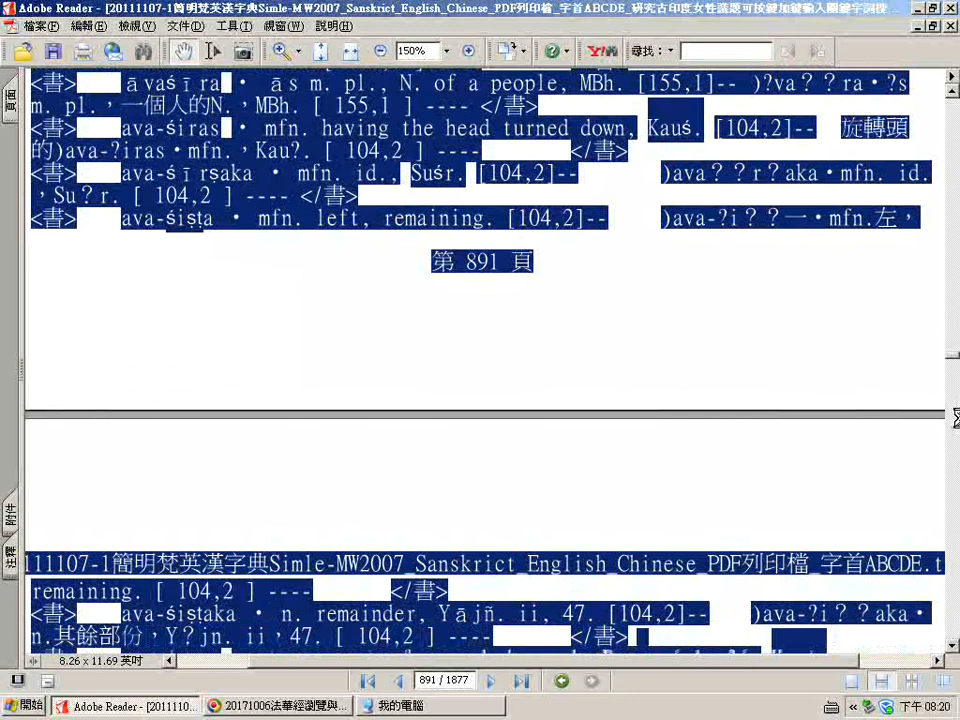 Adobe Reader - [20111107-1簡明梵英漢字典Simle-MW2007_Sanskrict_English_Chinese_PDF列印檔_字首ABCDE_研究古印度女性議題可按鍵加鍵輸入關鍵字詞搜
檔案(F) 編輯(E) 檢視(V) 文件(D) 工具(T) 視窗(W) 說明(H)
150% 尋找:
頁面
<書> āvaśīra · ās m. pl., N. of a people, MBh. [155,1]-- )?va??ra·?s
m. pl.,一個人的N.,MBh. [ 155,1 ] ---- </書>
<書> ava-śiras · mfn. having the head turned down, Kauś. [104,2]-- 旋轉頭
的)ava-?iras·mfn.,Kau?. [ 104,2 ] ---- </書>
<書> ava-śīrṣaka · mfn. id., Suśr. [104,2]-- )ava??r?aka·mfn. id.
,Su?r. [ 104,2 ] ---- </書>
<書> ava-śiṣṭa · mfn. left, remaining. [104,2]-- )ava-?i??一·mfn.左,
第 891 頁
附件
註釋
111107-1簡明梵英漢字典Simle-MW2007_Sanskrict_English_Chinese_PDF列印檔_字首ABCDE.t
remaining. [ 104,2 ] ---- </書>
<書> ava-śiṣṭaka · n. remainder, Yājñ. ii, 47. [104,2]-- )ava-?i??aka·
n.其餘部份,Y?jn. ii,47. [ 104,2 ] ---- </書>
8.26 x 11.69 英吋
891 / 1877
開始 Adobe Reader - [2011110... 20171006法華經瀏覽與... 我的電腦 下午 08:20